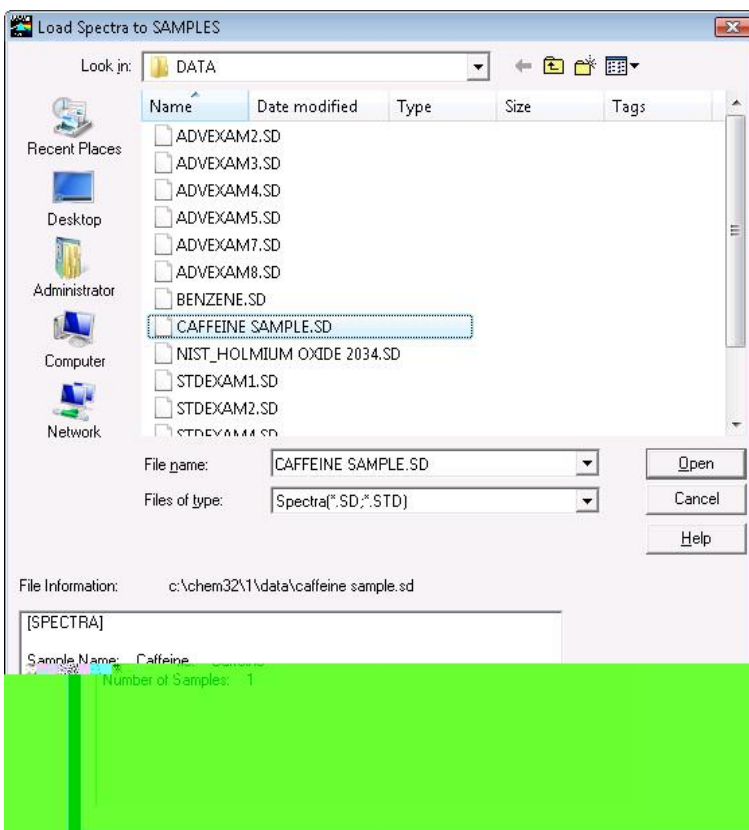 Load Spectra to SAMPLES
Look in: DATA
Name Date modified Type Size Tags
Recent Places
Desktop
Administrator
Computer
Network
ADVEXAM2.SD
ADVEXAM3.SD
ADVEXAM4.SD
ADVEXAM5.SD
ADVEXAM7.SD
ADVEXAM8.SD
BENZENE.SD
CAFFEINE SAMPLE.SD
NIST_HOLMIUM OXIDE 2034.SD
STDEXAM1.SD
STDEXAM2.SD
STDEXAM4.SD
File name: CAFFEINE SAMPLE.SD Open
Files of type: Spectra(*.SD;*.STD) Cancel
Help
File Information: c:\chem32\1\data\caffeine sample.sd
[SPECTRA]
Sample Name: Caffeine
Number of Samples: 1